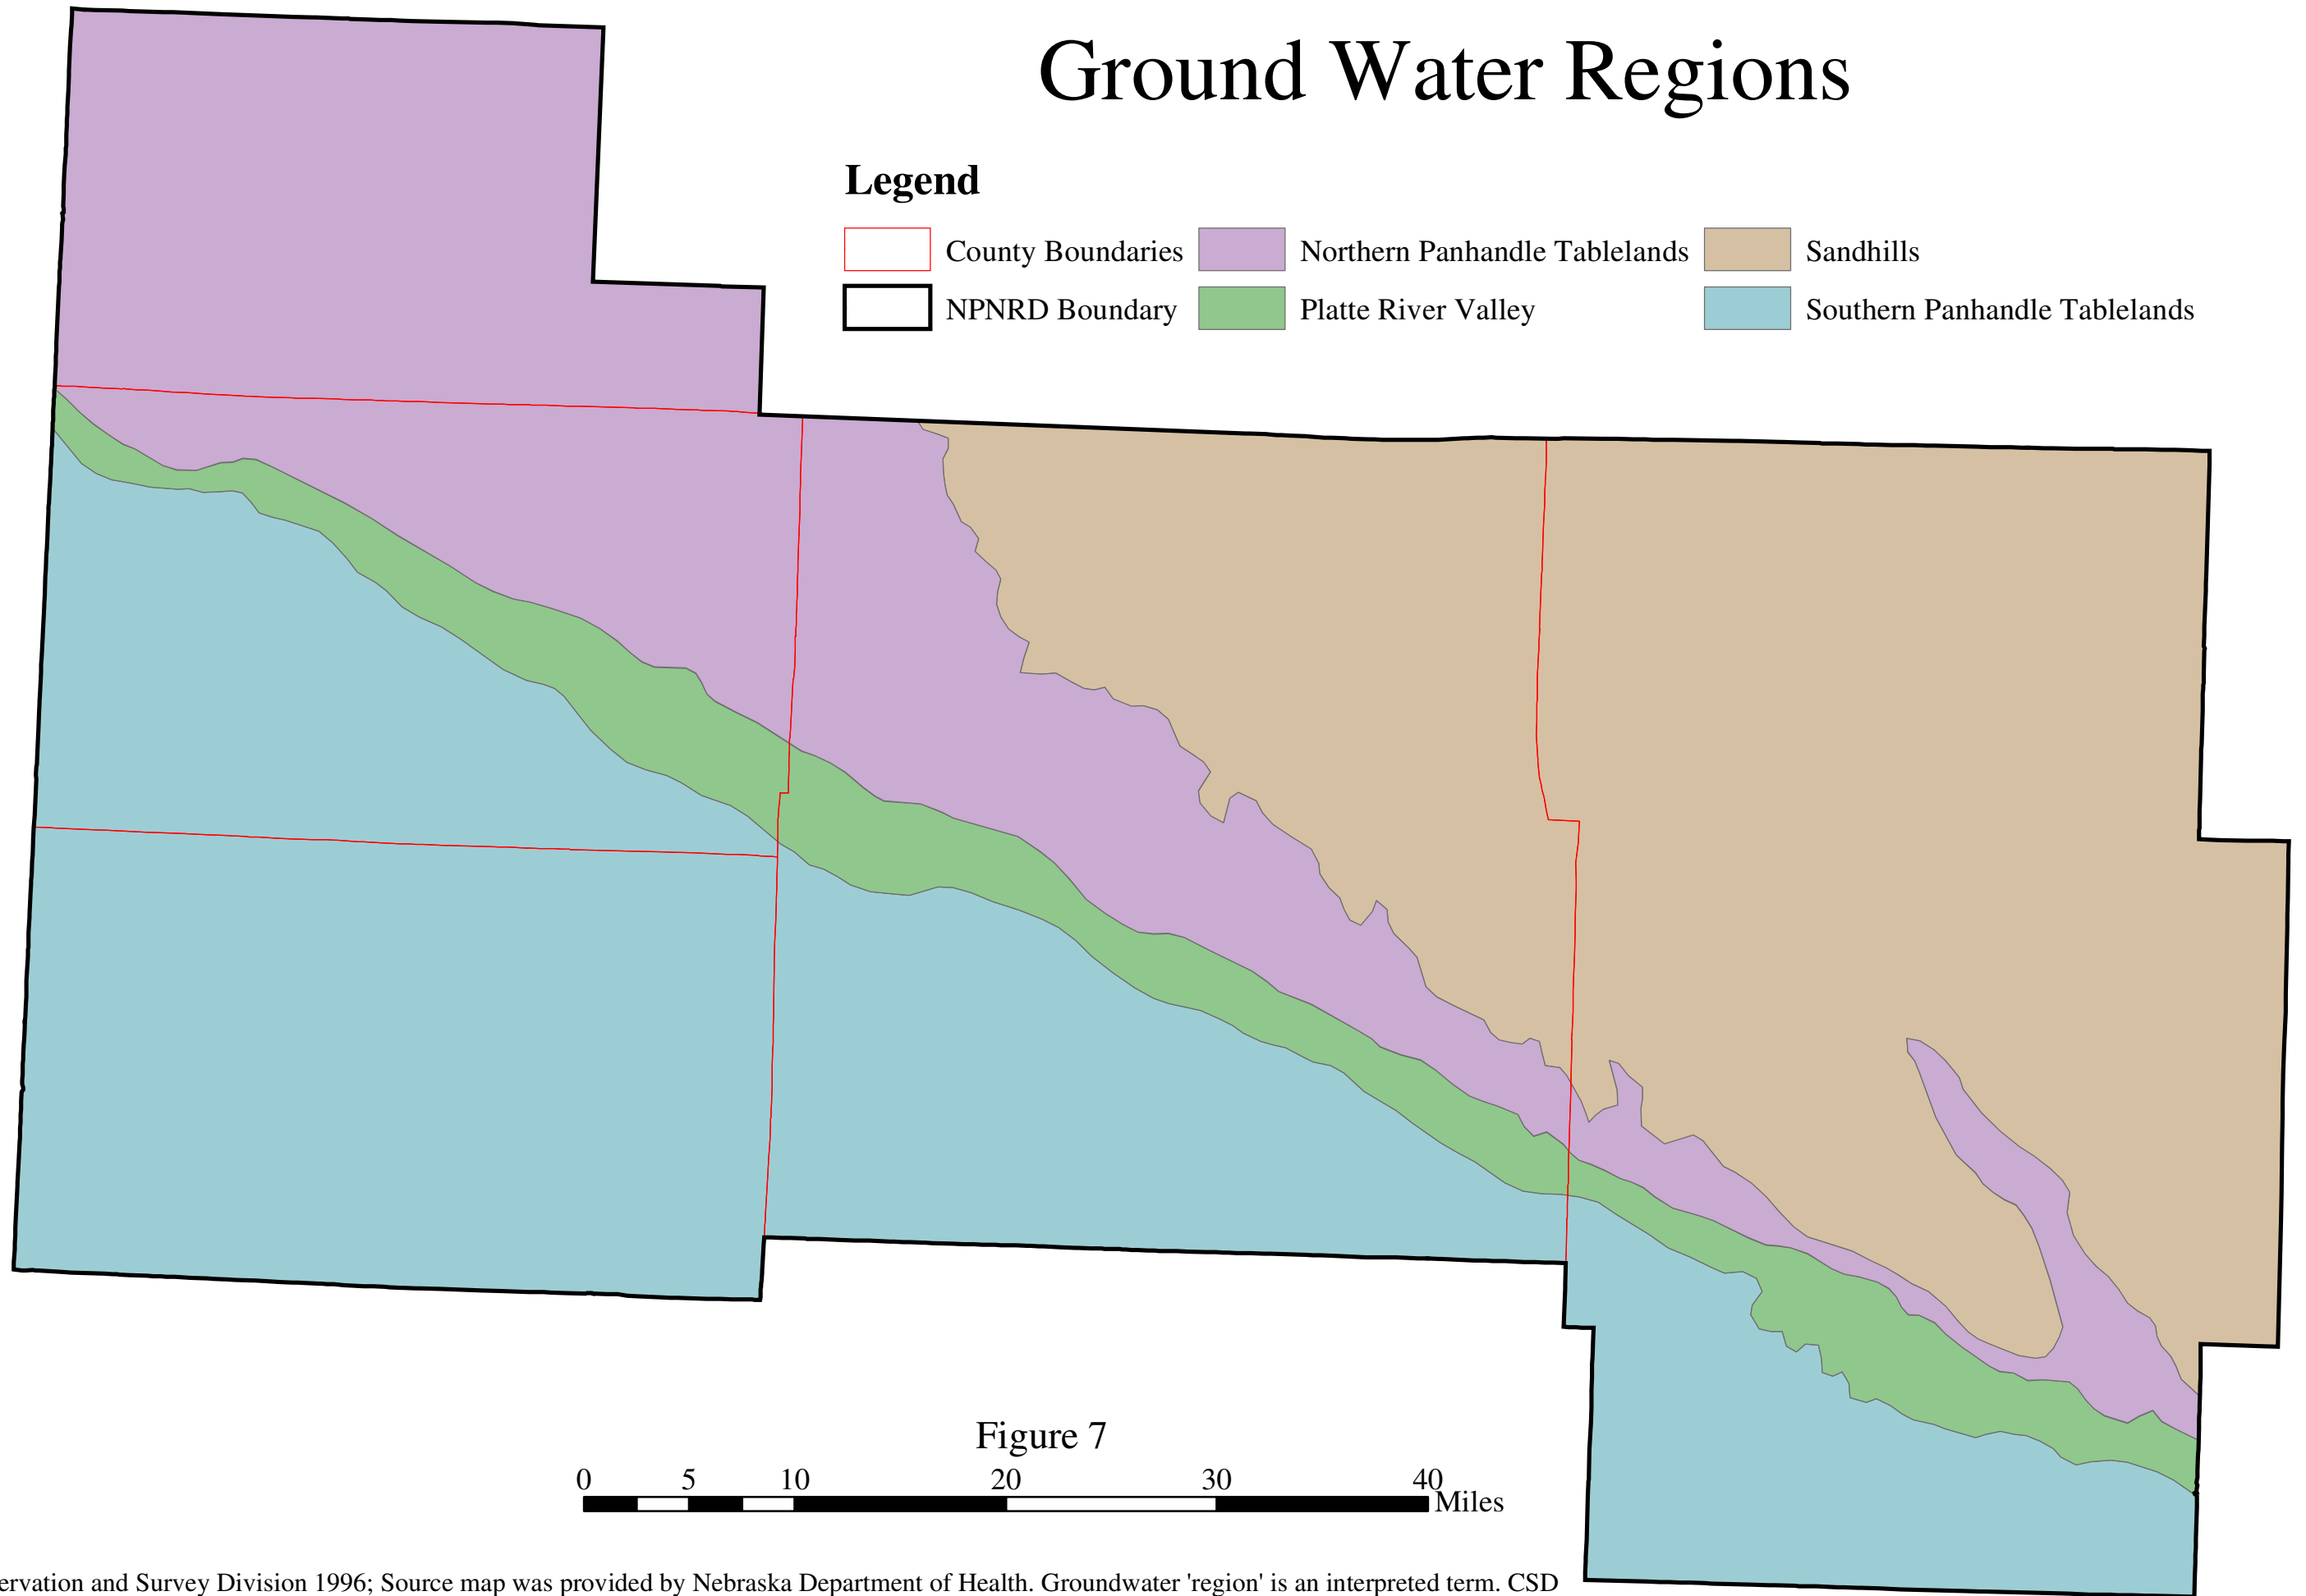 Ground Water Regions
Legend
County Boundaries
Northern Panhandle Tablelands
Sandhills
NPNRD Boundary
Platte River Valley
Southern Panhandle Tablelands
Figure 7
0 5 10 20 30 40
Miles
and Survey Division 1996; Source map was provided by Nebraska Department of Health. Groundwater 'region' is an interpreted term. CSD